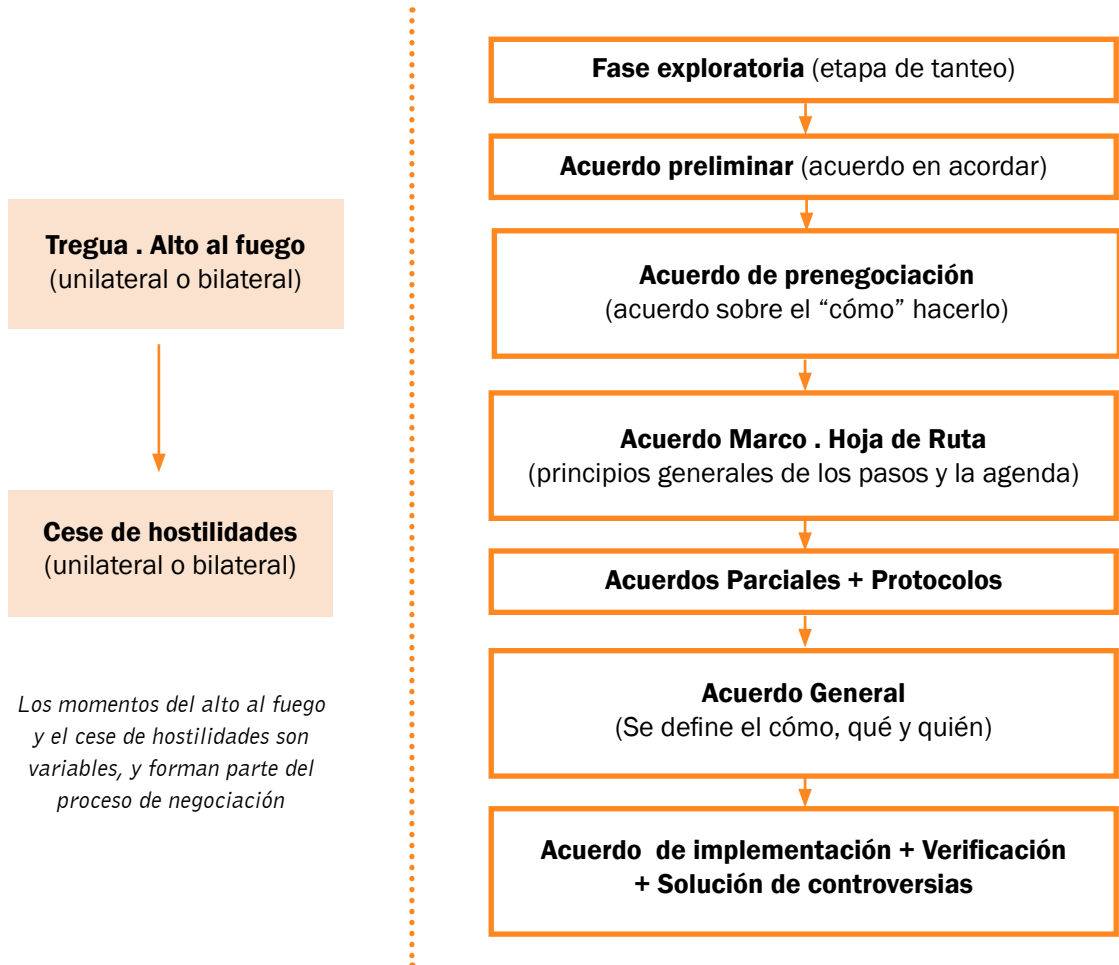 Tregua . Alto al fuego
(unilateral o bilateral)
Cese de hostilidades
(unilateral o bilateral)
Los momentos del alto al fuego
y el cese de hostilidades son
variables, y forman parte del
proceso de negociación
Fase exploratoria (etapa de tanteo)
Acuerdo preliminar (acuerdo en acordar)
Acuerdo de prenegociación
(acuerdo sobre el “cómo” hacerlo)
Acuerdo Marco . Hoja de Ruta
(principios generales de los pasos y la agenda)
Acuerdos Parciales + Protocolos
Acuerdo General
(Se define el cómo, qué y quién)
Acuerdo de implementación + Verificación
+ Solución de controversias